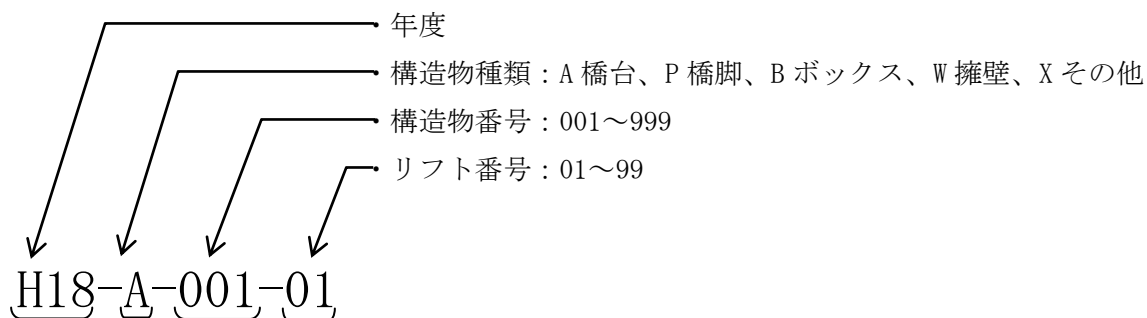 ・年度
・構造物種類：A 橋台、P 橋脚、B ボックス、W 擁壁、X その他
・構造物番号：001～999
・リフト番号：01～99
H18-A-001-01